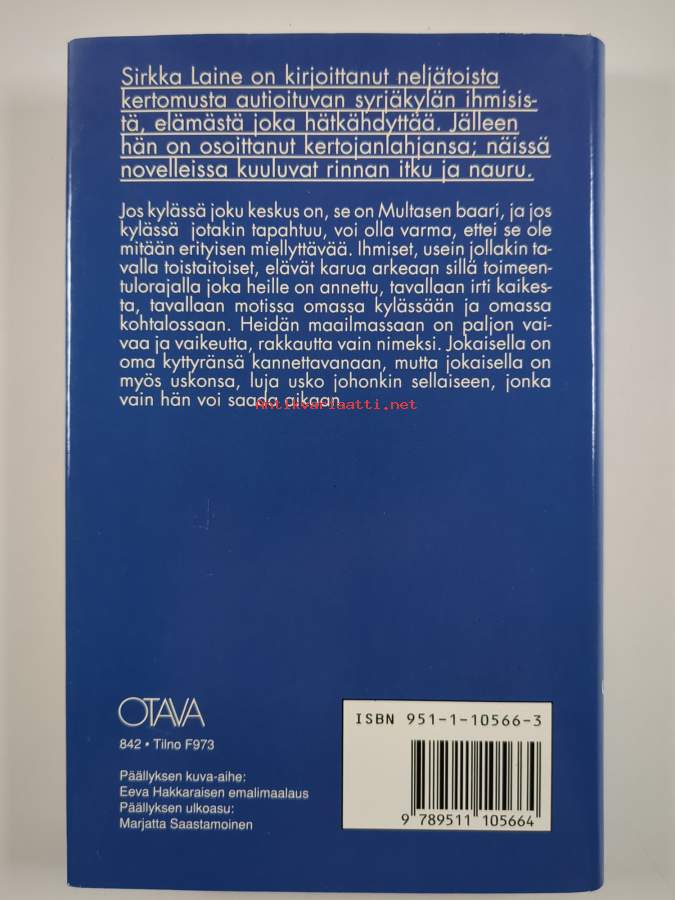 Sirkka Laine on kirjoittanut neljätoista
kertomusta autioituvan syrjäkylän ihmisis-
tä, elämästä joka hätkähdyttää. Jälleen
hän on osoittanut kertojanlahjansa; näissä
novelleissa kuuluvat rinnan itku ja nauru.
Jos kylässä joku keskus on, se on Multasen baari, ja jos
kylässä jotakin tapahtuu, voi olla varma, ettei se ole
mitään erityisen miellyttävää. Ihmiset, usein jollakin ta-
valla toistaitoiset, elävät karua arkeaan sillä toimeen-
tulorajalla joka heille on annettu, tavallaan irti kaikes-
ta, tavallaan motissa omassa kylässään ja omassa
kohtalossaan. Heidän maailmassaan on paljon vai-
vaa ja vaikeutta, rakkautta vain nimeksi. Jokaisella on
oma kyttyränsä kannettavanaan, mutta jokaisella on
myös uskonsa, luja usko johonkin sellaiseen, jonka
vain hän voi saada aikaan.
Antikvariaatti.net
OTAVA
842 • Tilno F973
Päällyksen kuva-aihe:
Eeva Hakkaraisen emalimaalaus
Päällyksen ulkoasu:
Marjatta Saastamoinen
ISBN 951-1-10566-3
9 789511 105664